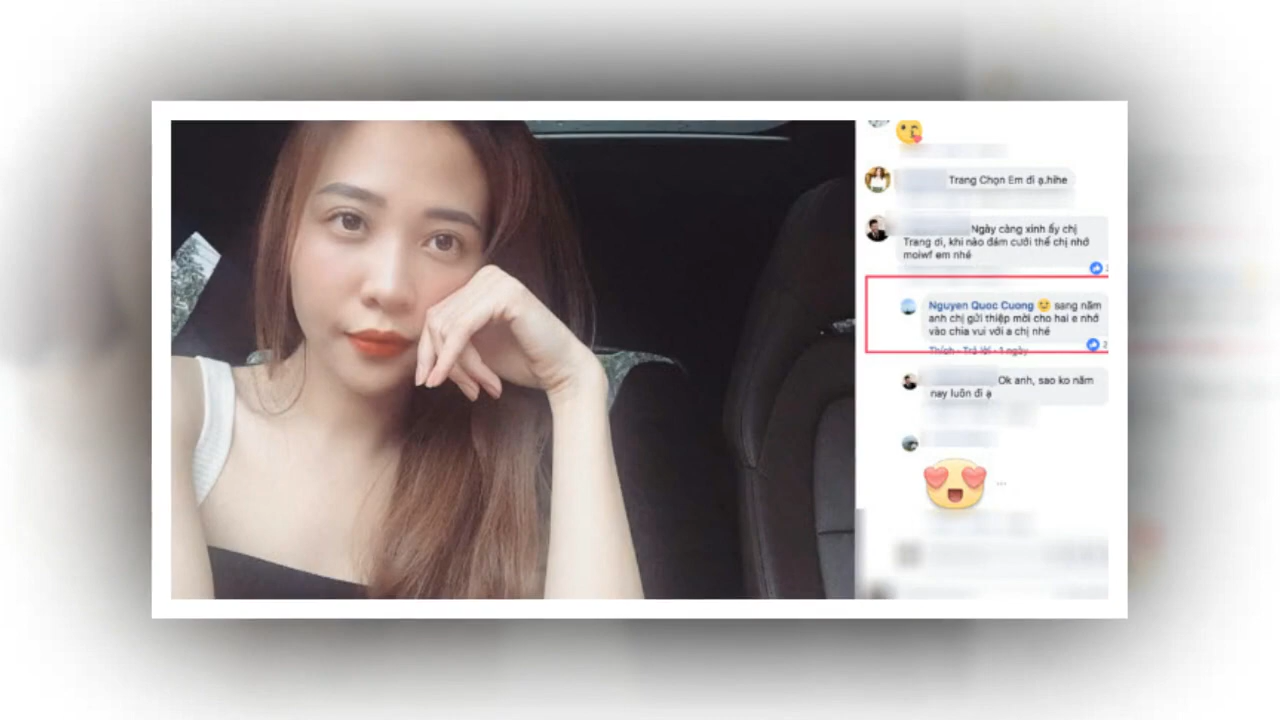 Trang Chọn Em đi ạ.hihe
Ngày càng xinh ấy chị
Trang ơi, khi nào đám cưới thế chị nhớ
moiwf em nhé
Nguyen Quoc Cuong 😉 sang năm
anh chị gửi thiệp mời cho hai e nhớ
vào chia vui với a chị nhé
2
Thích · Trả lời · 1 ngày
Ok anh, sao ko năm
nay luôn đi ạ